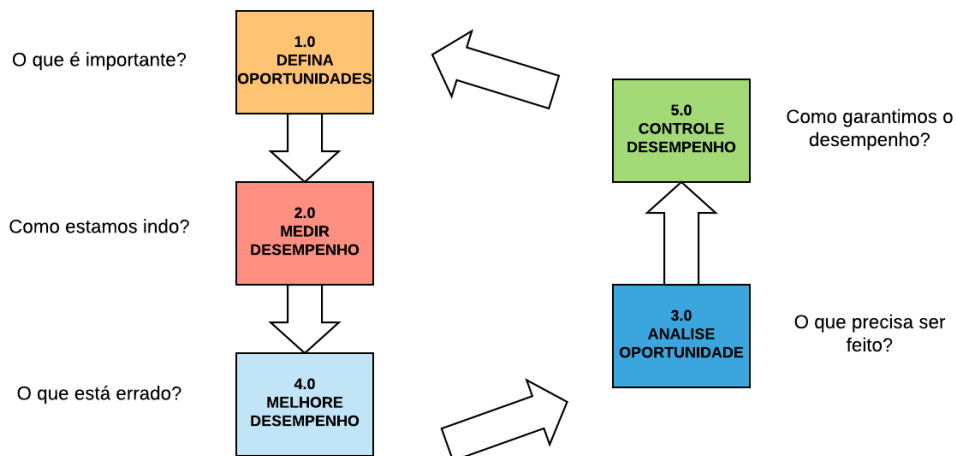 O que é importante?
1.0
DEFINA
OPORTUNIDADES
Como estamos indo?
2.0
MEDIR
DESEMPENHO
O que está errado?
4.0
MELHORE
DESEMPENHO
5.0
CONTROLE
DESEMPENHO
Como garantimos o
desempenho?
3.0
ANALISE
OPORTUNIDADE
O que precisa ser
feito?